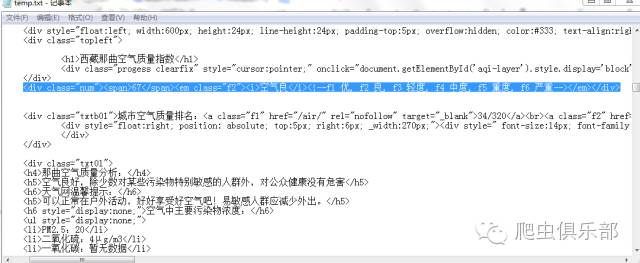 temp.txt - 记事本
文件(F) 编辑(E) 格式(O) 查看(V) 帮助(H)
<div style="float:left, width:600px, height:24px, line-height:24px, padding-top:5px, overflow:hidden, color:#333, text-align:righ
<div class="topleft">
<h1>西藏那曲空气质量指数</h1>
<div class="progess clearfix" style="cursor:pointer;" onclick="document.getElementById('aqi-layer').style.display='block'
</div>
<div class="num"><span>67</span><em class="f2"><i>空气良</i><!--f1 优, f2 良, f3 轻度, f4 中度, f5 重度, f6 严重--></em></div>
<div class="txtb01">城市空气质量排名: <a class="f1" href="/air/" rel="nofollow" target="_blank">34/320</a><br><a class="f2" href=
<div style="float:right, position: absolute, top:5px; right:6px; _width:270px;"><div style=" font-size:14px, font-family
</div>
<div class="txt01">
<h4>那曲空气质量分析: </h4>
<h5>空气良好, 除少数对某些污染物特别敏感的人群外, 对公众健康没有危害</h5>
<h6>天气网温馨提示: </h6>
<h5>可以正常在户外活动, 好好享受好空气吧! 易敏感人群应减少外出。</h5>
<h6 style="display:none;">空气中主要污染物浓度: </h6>
<ul style="display:none;">
<li>PM2.5: 20</li>
<li>二氧化硫: 4μg/m3</li>
<li>一氧化碳: 暂无数据</li>
爬虫俱乐部